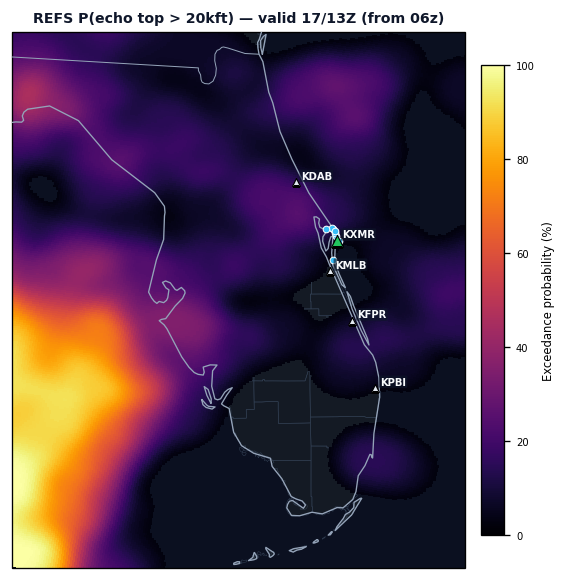 REFS P(echo top > 20kft) — valid 17/13Z (from 06z)
KDAB
KXMR
KMLB
KFPR
KPBI
100
80
60
40
20
0
Exceedance probability (%)